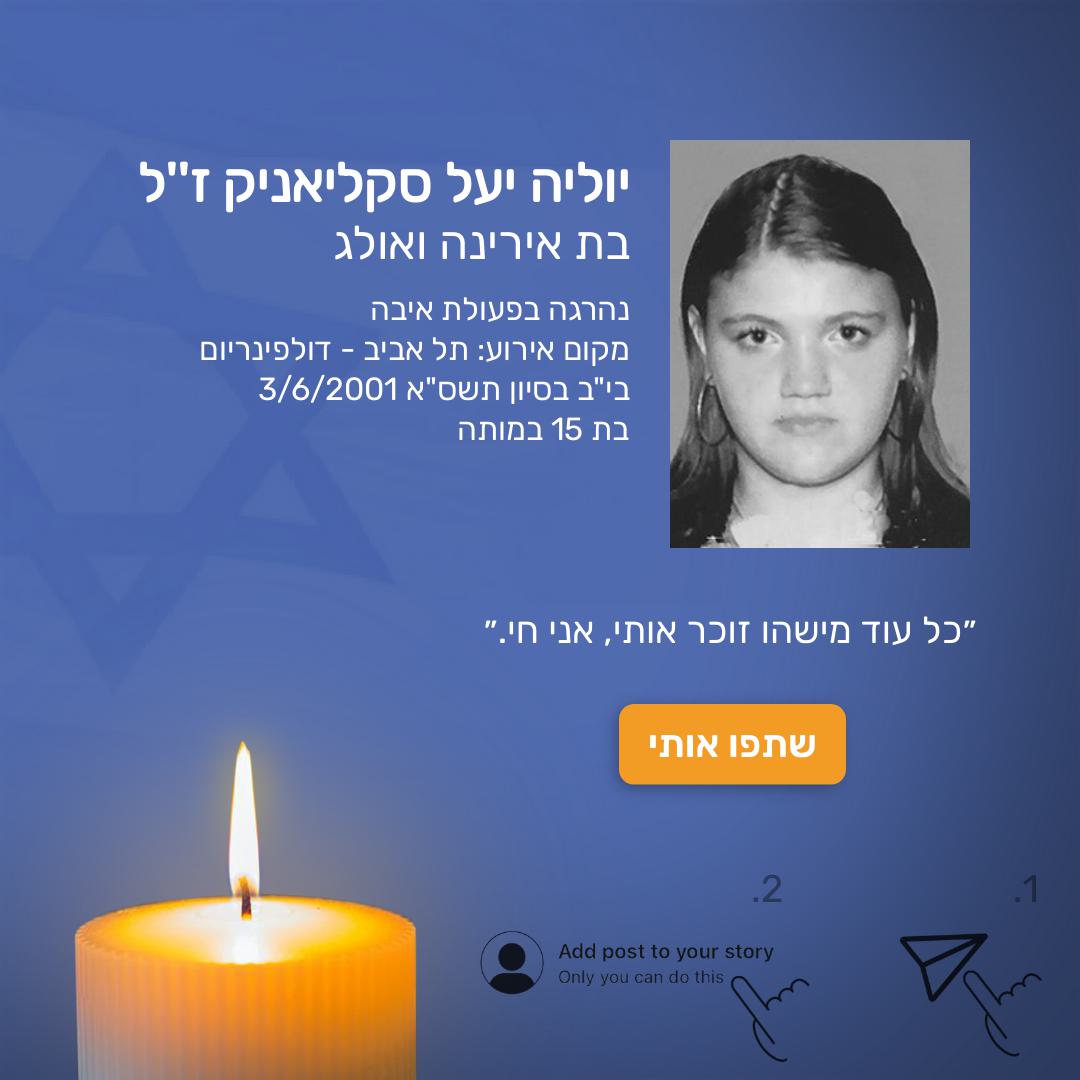 יוליה יעל סקליאניק ז"ל
בת אירינה ואולג
נהרגה בפעולת איבה
מקום אירוע: תל אביב - דולפינריום
בי"ב בסיון תשס"א 3/6/2001
בת 15 במותה
״כל עוד מישהו זוכר אותי, אני חי.״
שתפו אותי
1.
2.
Add post to your story
Only you can do this